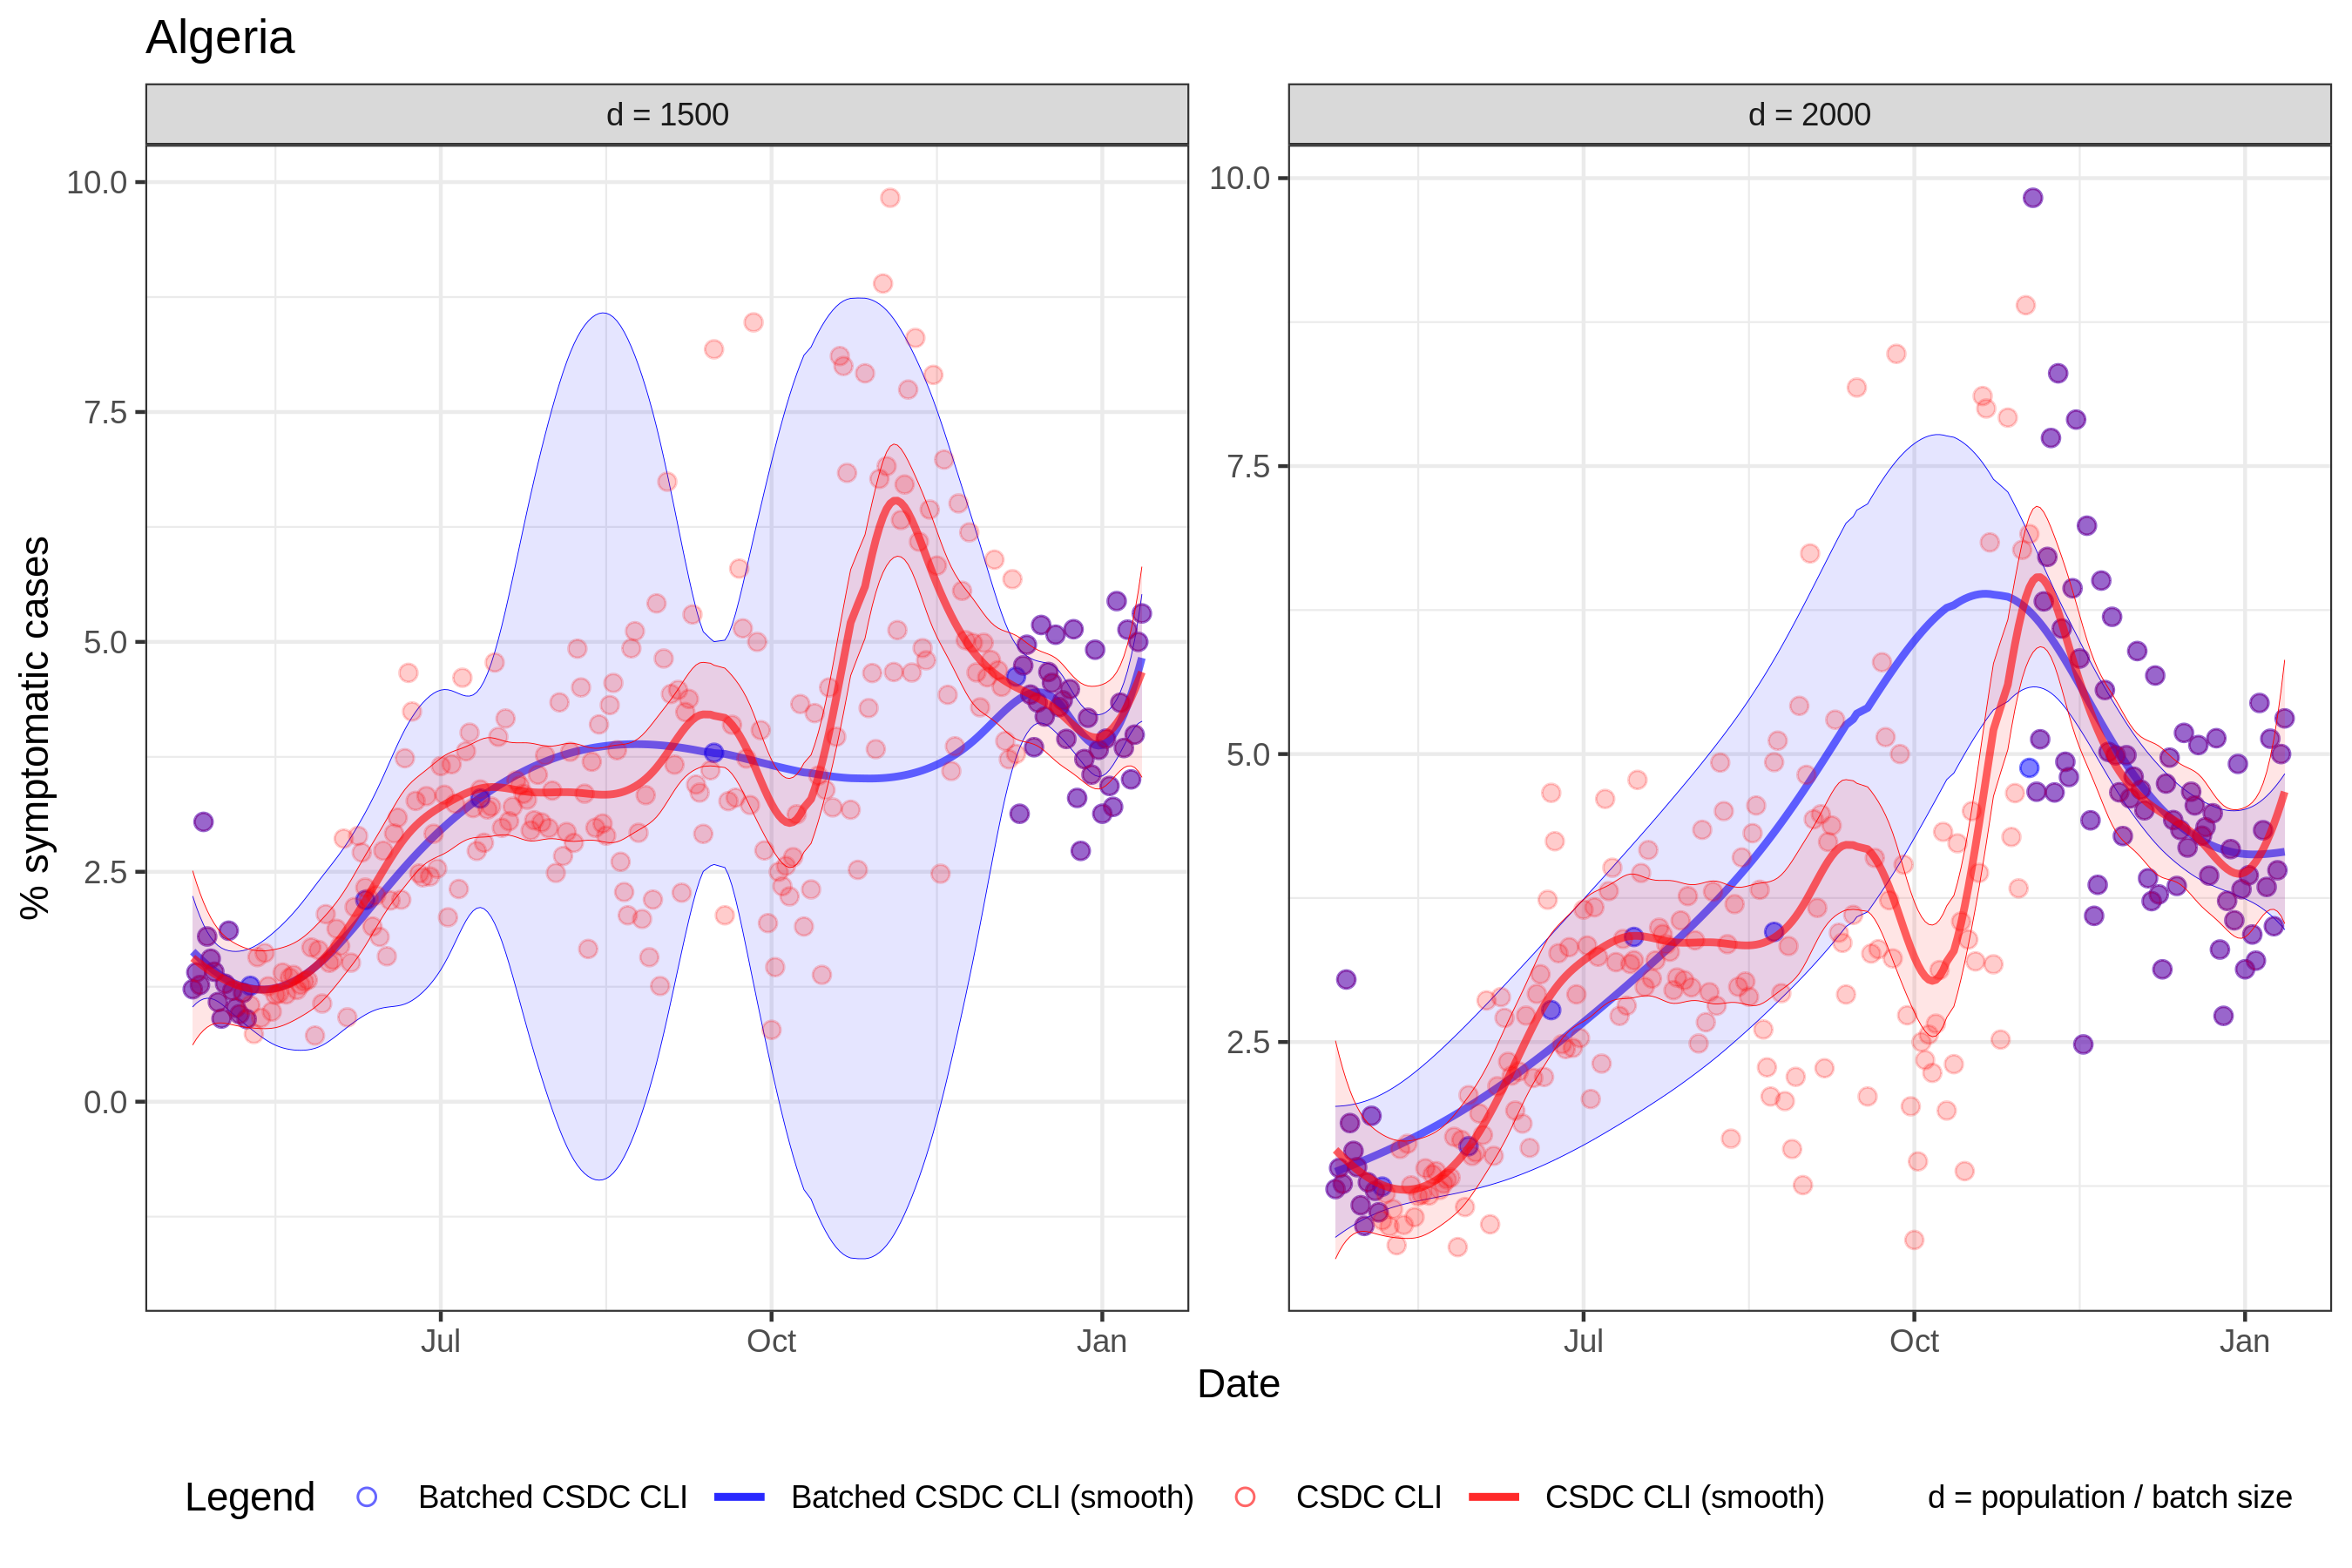 Algeria
d = 1500
d = 2000
% symptomatic cases
10.0
7.5
5.0
2.5
0.0
10.0
7.5
5.0
2.5
Jul
Oct
Jan
Jul
Oct
Jan
Date
Legend
Batched CSDC CLI
Batched CSDC CLI (smooth)
CSDC CLI
CSDC CLI (smooth)
d = population / batch size